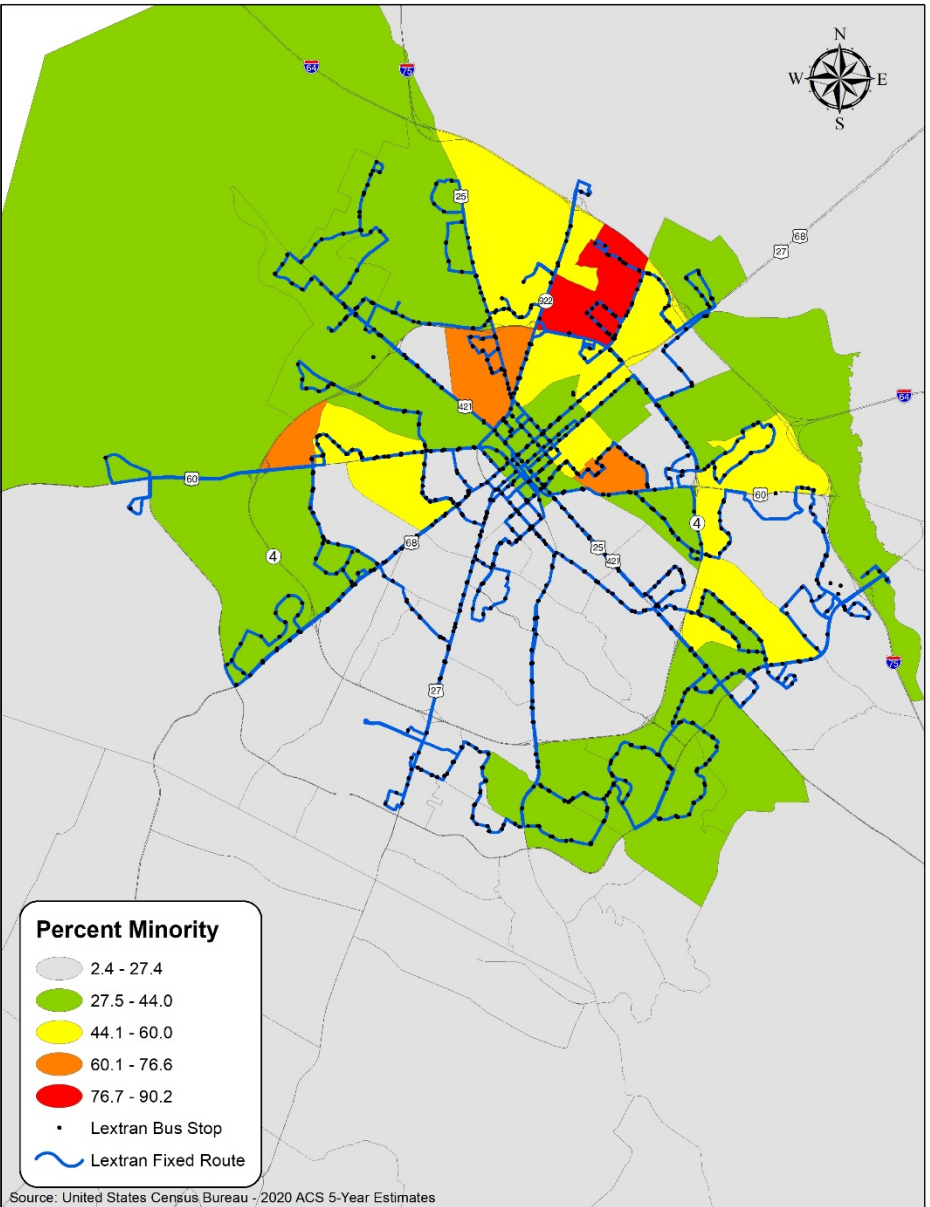 N
W
E
S
64
75
25
68
27
922
421
64
60
60
4
4
68
25
421
75
27
Percent Minority
2.4 - 27.4
27.5 - 44.0
44.1 - 60.0
60.1 - 76.6
76.7 - 90.2
Lextran Bus Stop
Lextran Fixed Route
Source: United States Census Bureau - 2020 ACS 5-Year Estimates